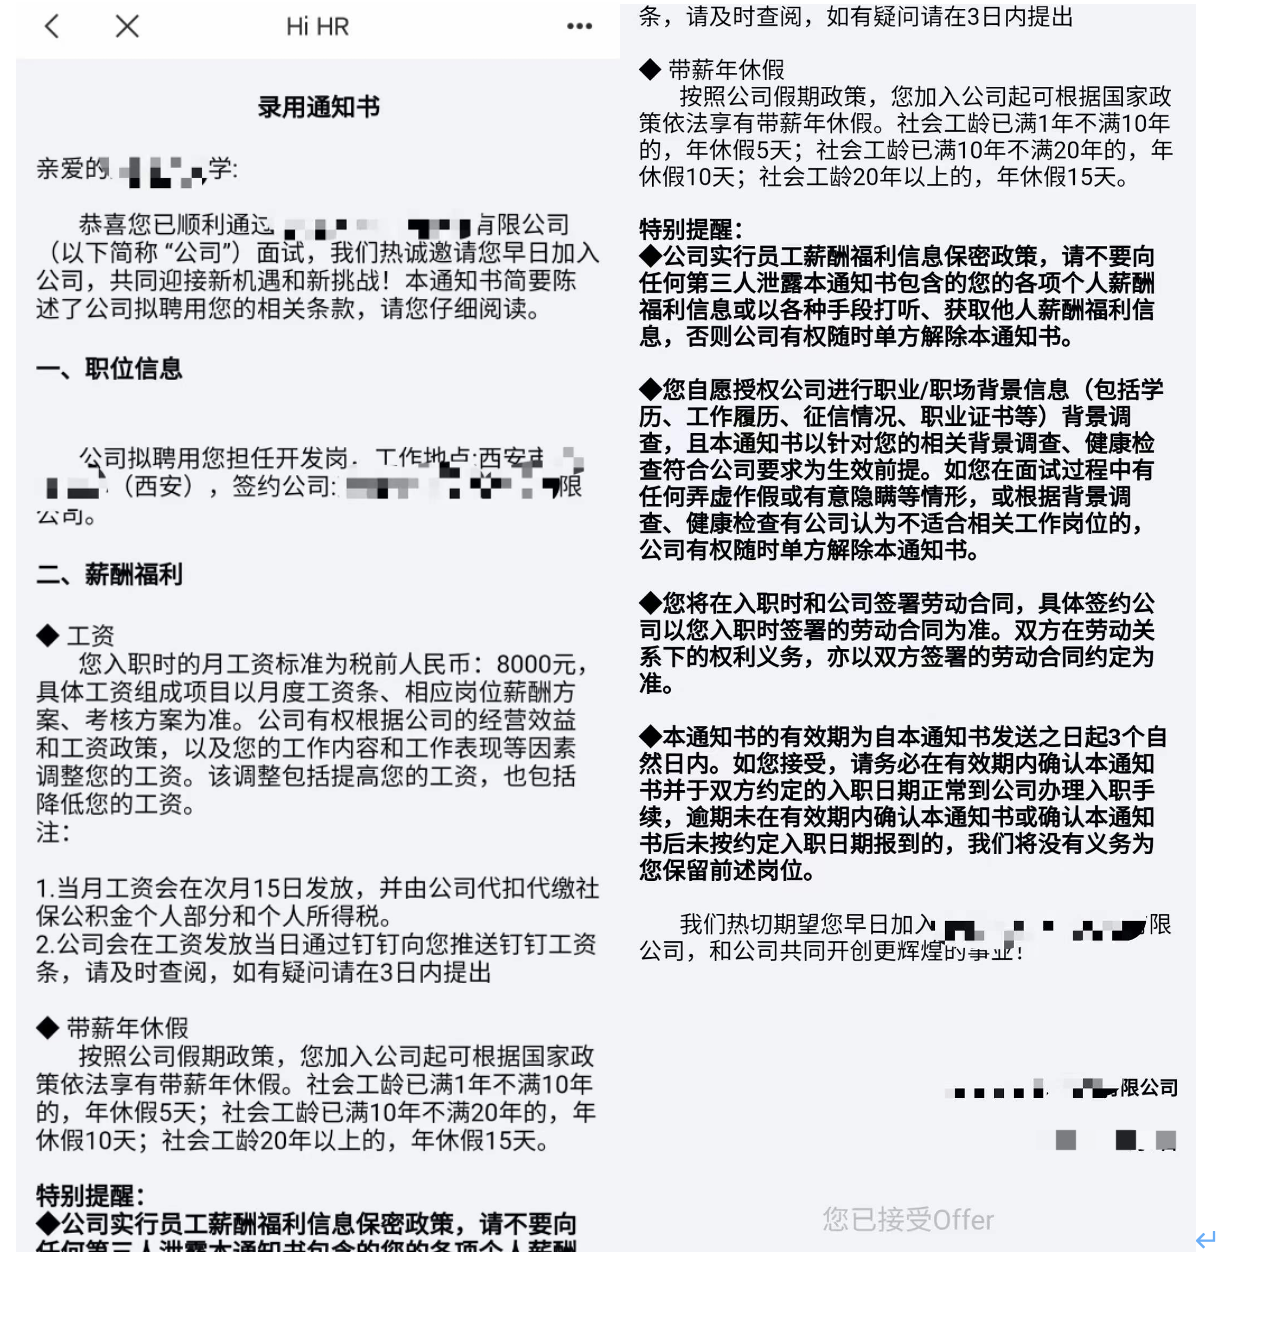 Hi HR
录用通知书
亲爱的 学:
恭喜您已顺利通过 有限公司
（以下简称 “公司”）面试，我们热诚邀请您早日加入
公司，共同迎接新机遇和新挑战！本通知书简要陈
述了公司拟聘用您的相关条款，请您仔细阅读。
一、职位信息
公司拟聘用您担任开发岗，工作地点:西安市
（西安），签约公司: 限
公司。
二、薪酬福利
◆ 工资
您入职时的月工资标准为税前人民币：8000元，
具体工资组成项目以月度工资条、相应岗位薪酬方
案、考核方案为准。公司有权根据公司的经营效益
和工资政策，以及您的工作内容和工作表现等因素
调整您的工资。该调整包括提高您的工资，也包括
降低您的工资。
注：
1.当月工资会在次月15日发放，并由公司代扣代缴社
保公积金个人部分和个人所得税。
2.公司会在工资发放当日通过钉钉向您推送钉钉工资
条，请及时查阅，如有疑问请在3日内提出
◆ 带薪年休假
按照公司假期政策，您加入公司起可根据国家政
策依法享有带薪年休假。社会工龄已满1年不满10年
的，年休假5天；社会工龄已满10年不满20年的，年
休假10天；社会工龄20年以上的，年休假15天。
特别提醒：
◆公司实行员工薪酬福利信息保密政策，请不要向
任何第三人泄露本通知书包含的您的各项个人薪酬
条，请及时查阅，如有疑问请在3日内提出
◆ 带薪年休假
按照公司假期政策，您加入公司起可根据国家政
策依法享有带薪年休假。社会工龄已满1年不满10年
的，年休假5天；社会工龄已满10年不满20年的，年
休假10天；社会工龄20年以上的，年休假15天。
特别提醒：
◆公司实行员工薪酬福利信息保密政策，请不要向
任何第三人泄露本通知书包含的您的各项个人薪酬
福利信息或以各种手段打听、获取他人薪酬福利信
息，否则公司有权随时单方解除本通知书。
◆您自愿授权公司进行职业/职场背景信息（包括学
历、工作履历、征信情况、职业证书等）背景调
查，且本通知书以针对您的相关背景调查、健康检
查符合公司要求为生效前提。如您在面试过程中有
任何弄虚作假或有意隐瞒等情形，或根据背景调
查、健康检查有公司认为不适合相关工作岗位的，
公司有权随时单方解除本通知书。
◆您将在入职时和公司签署劳动合同，具体签约公
司以您入职时签署的劳动合同为准。双方在劳动关
系下的权利义务，亦以双方签署的劳动合同约定为
准。
◆本通知书的有效期为自本通知书发送之日起3个自
然日内。如您接受，请务必在有效期内确认本通知
书并于双方约定的入职日期正常到公司办理入职手
续，逾期未在有效期内确认本通知书或确认本通知
书后未按约定入职日期报到的，我们将没有义务为
您保留前述岗位。
我们热切期望您早日加入 有限
公司，和公司共同开创更辉煌的事业！
有限公司
您已接受Offer